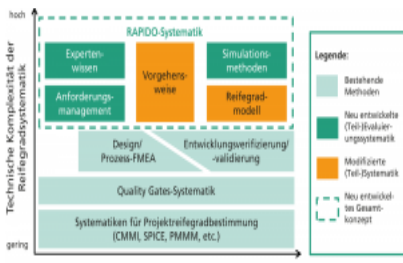 hoch
Technische Komplexität der
Reifegradsystematik
gering
RAPIDO-Systematik
Experten-
wissen
Anforderungs-
management
Vorgehens-
weise
Simulations-
methoden
Reifegrad-
modell
Design/
Prozess-FMEA
Entwicklungsverifizierung/
-validierung
Quality Gates-Systematik
Systematiken für Projektreifegradbestimmung
(CMMI, SPICE, PMMM, etc.)
Legende:
Bestehende
Methoden
Neu entwickelte
(Teil-)Evaluier-
ungssystematik
Modifizierte
(Teil-)Systematik
Neu entwickel-
tes Gesamt-
konzept